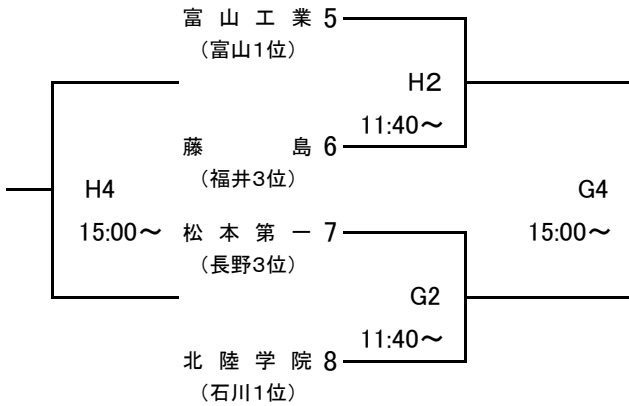 富山工業 5
（富山1位）
H2
11:40～
藤島 6
（福井3位）
H4
G4
15:00～
松本第一 7
15:00～
（長野3位）
G2
11:40～
北陸学院 8
（石川1位）